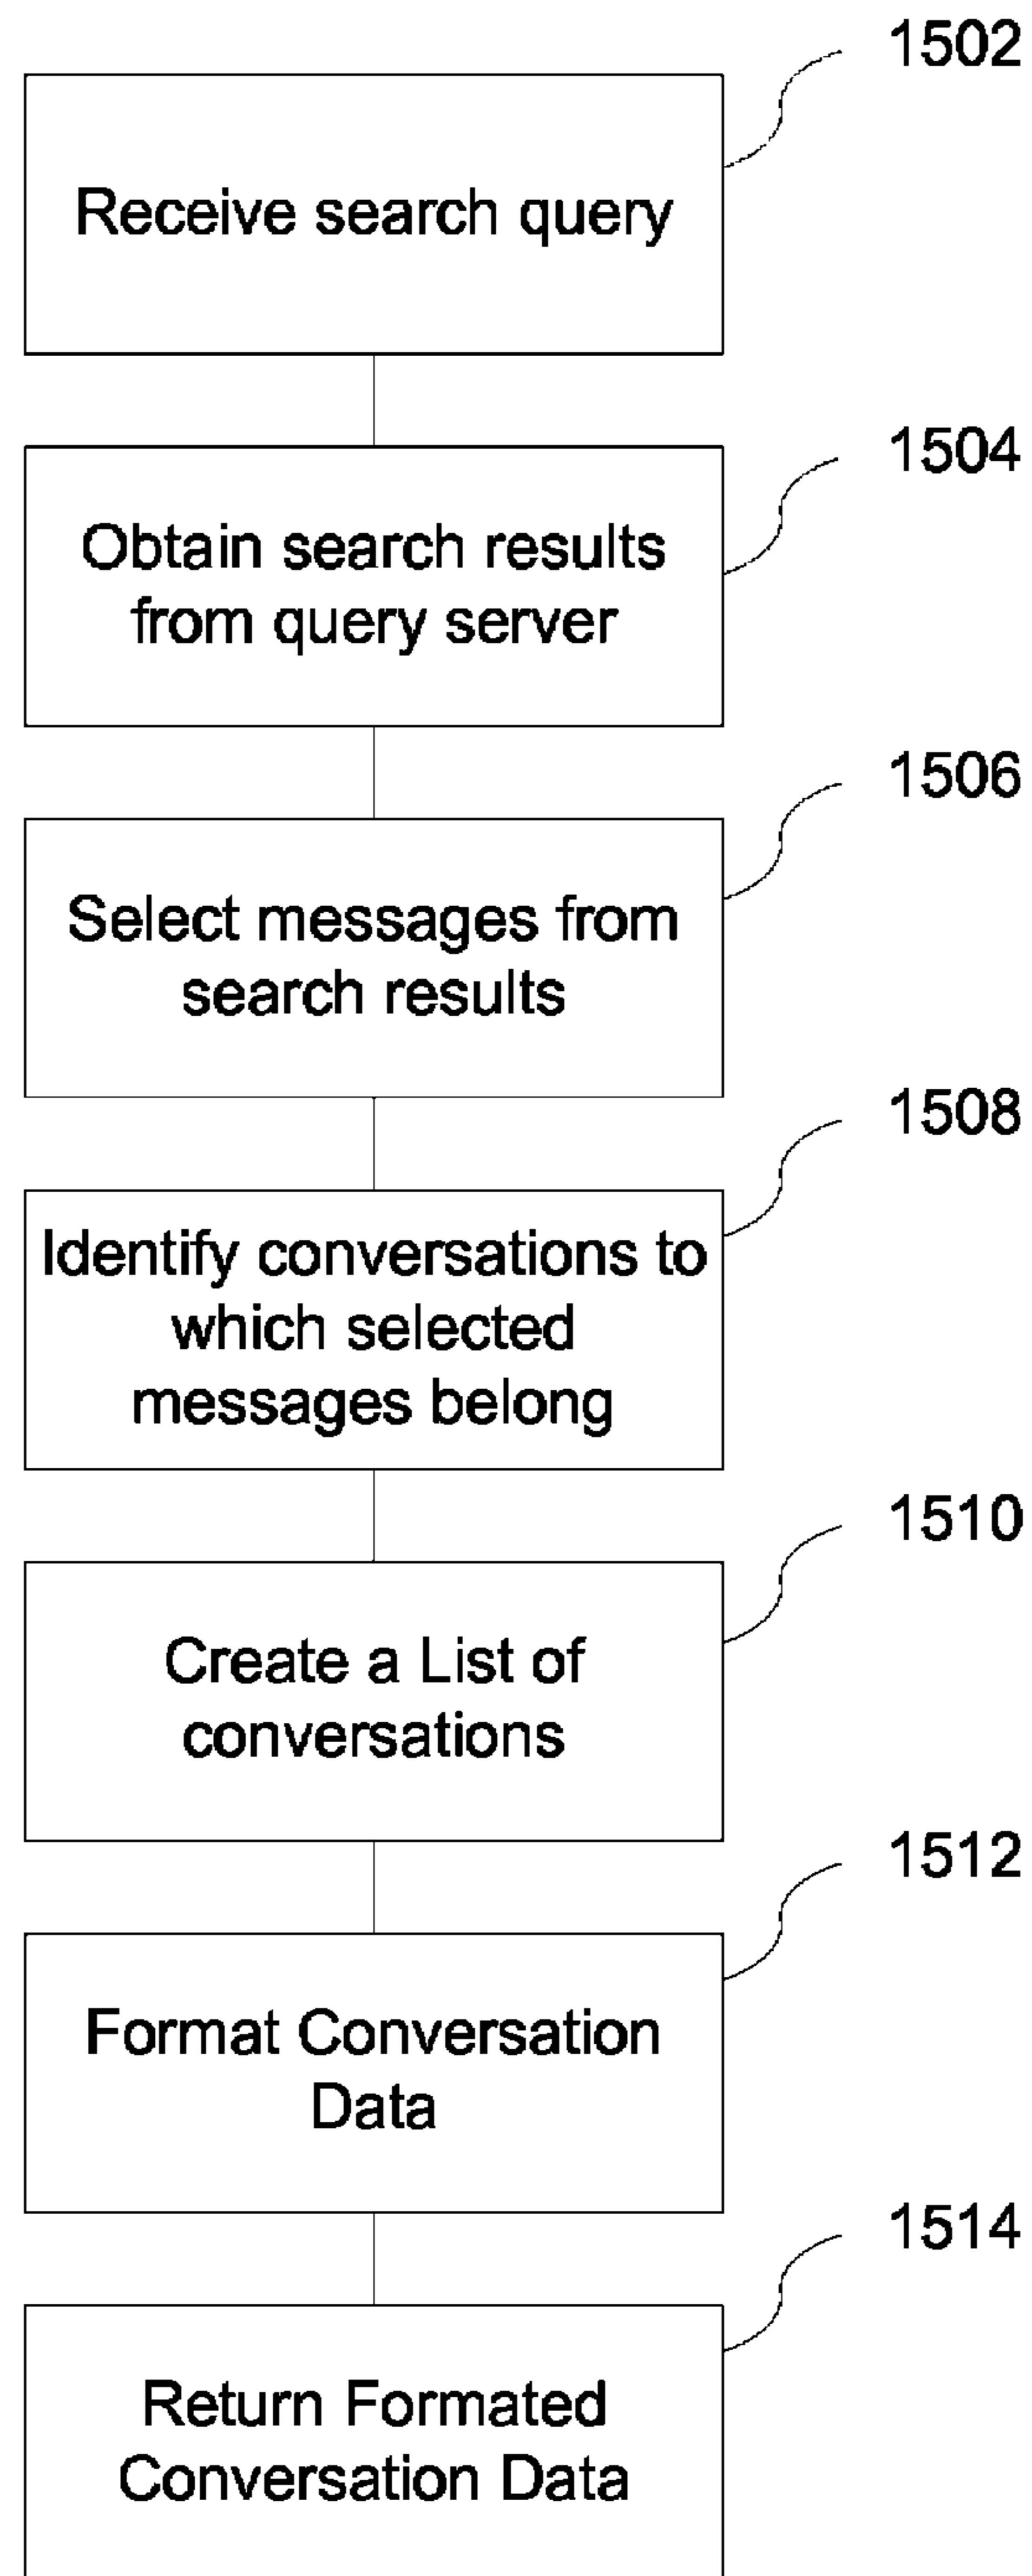 1502
Receive search query
1504
Obtain search results
from query server
1506
Select messages from
search results
1508
Identify conversations to
which selected
messages belong
1510
Create a List of
conversations
1512
Format Conversation
Data
1514
Return Formated
Conversation Data